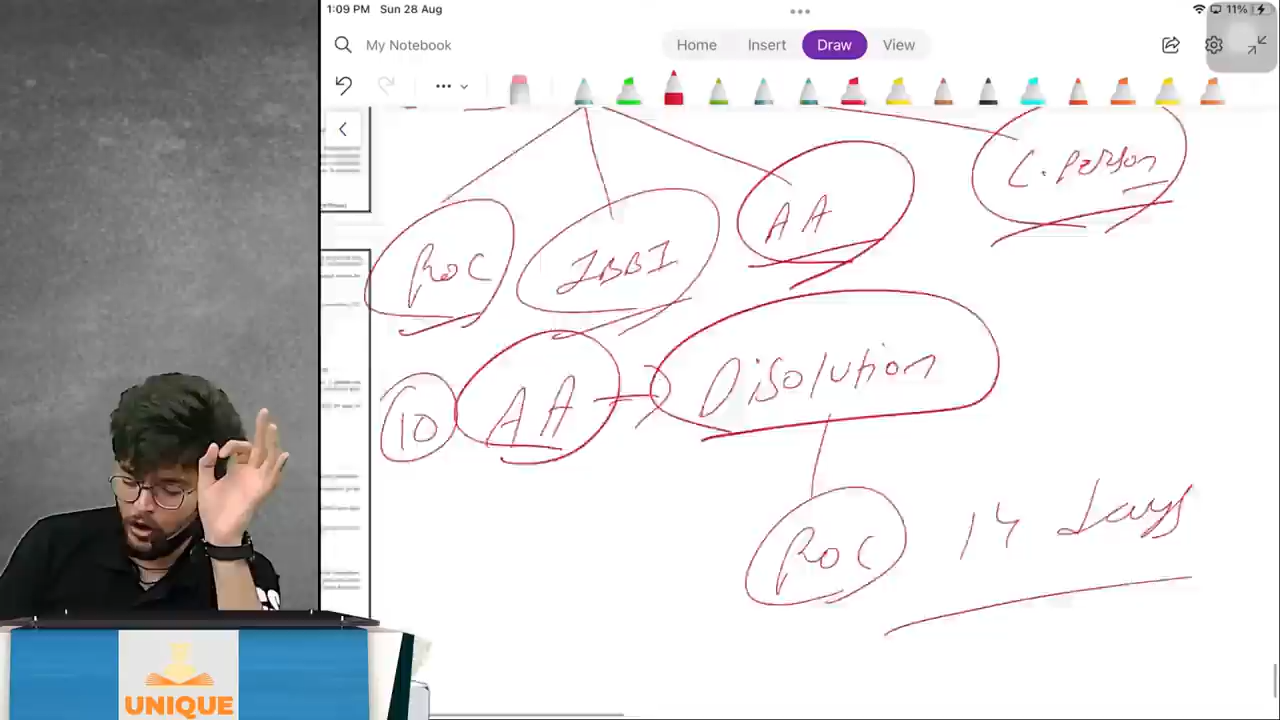 1:09 PM Sun 28 Aug
11%
My Notebook
Home Insert Draw View
C. Person
AA
ROC
IBBI
10 AA → Disolution
ROC 14 days
UNIQUE